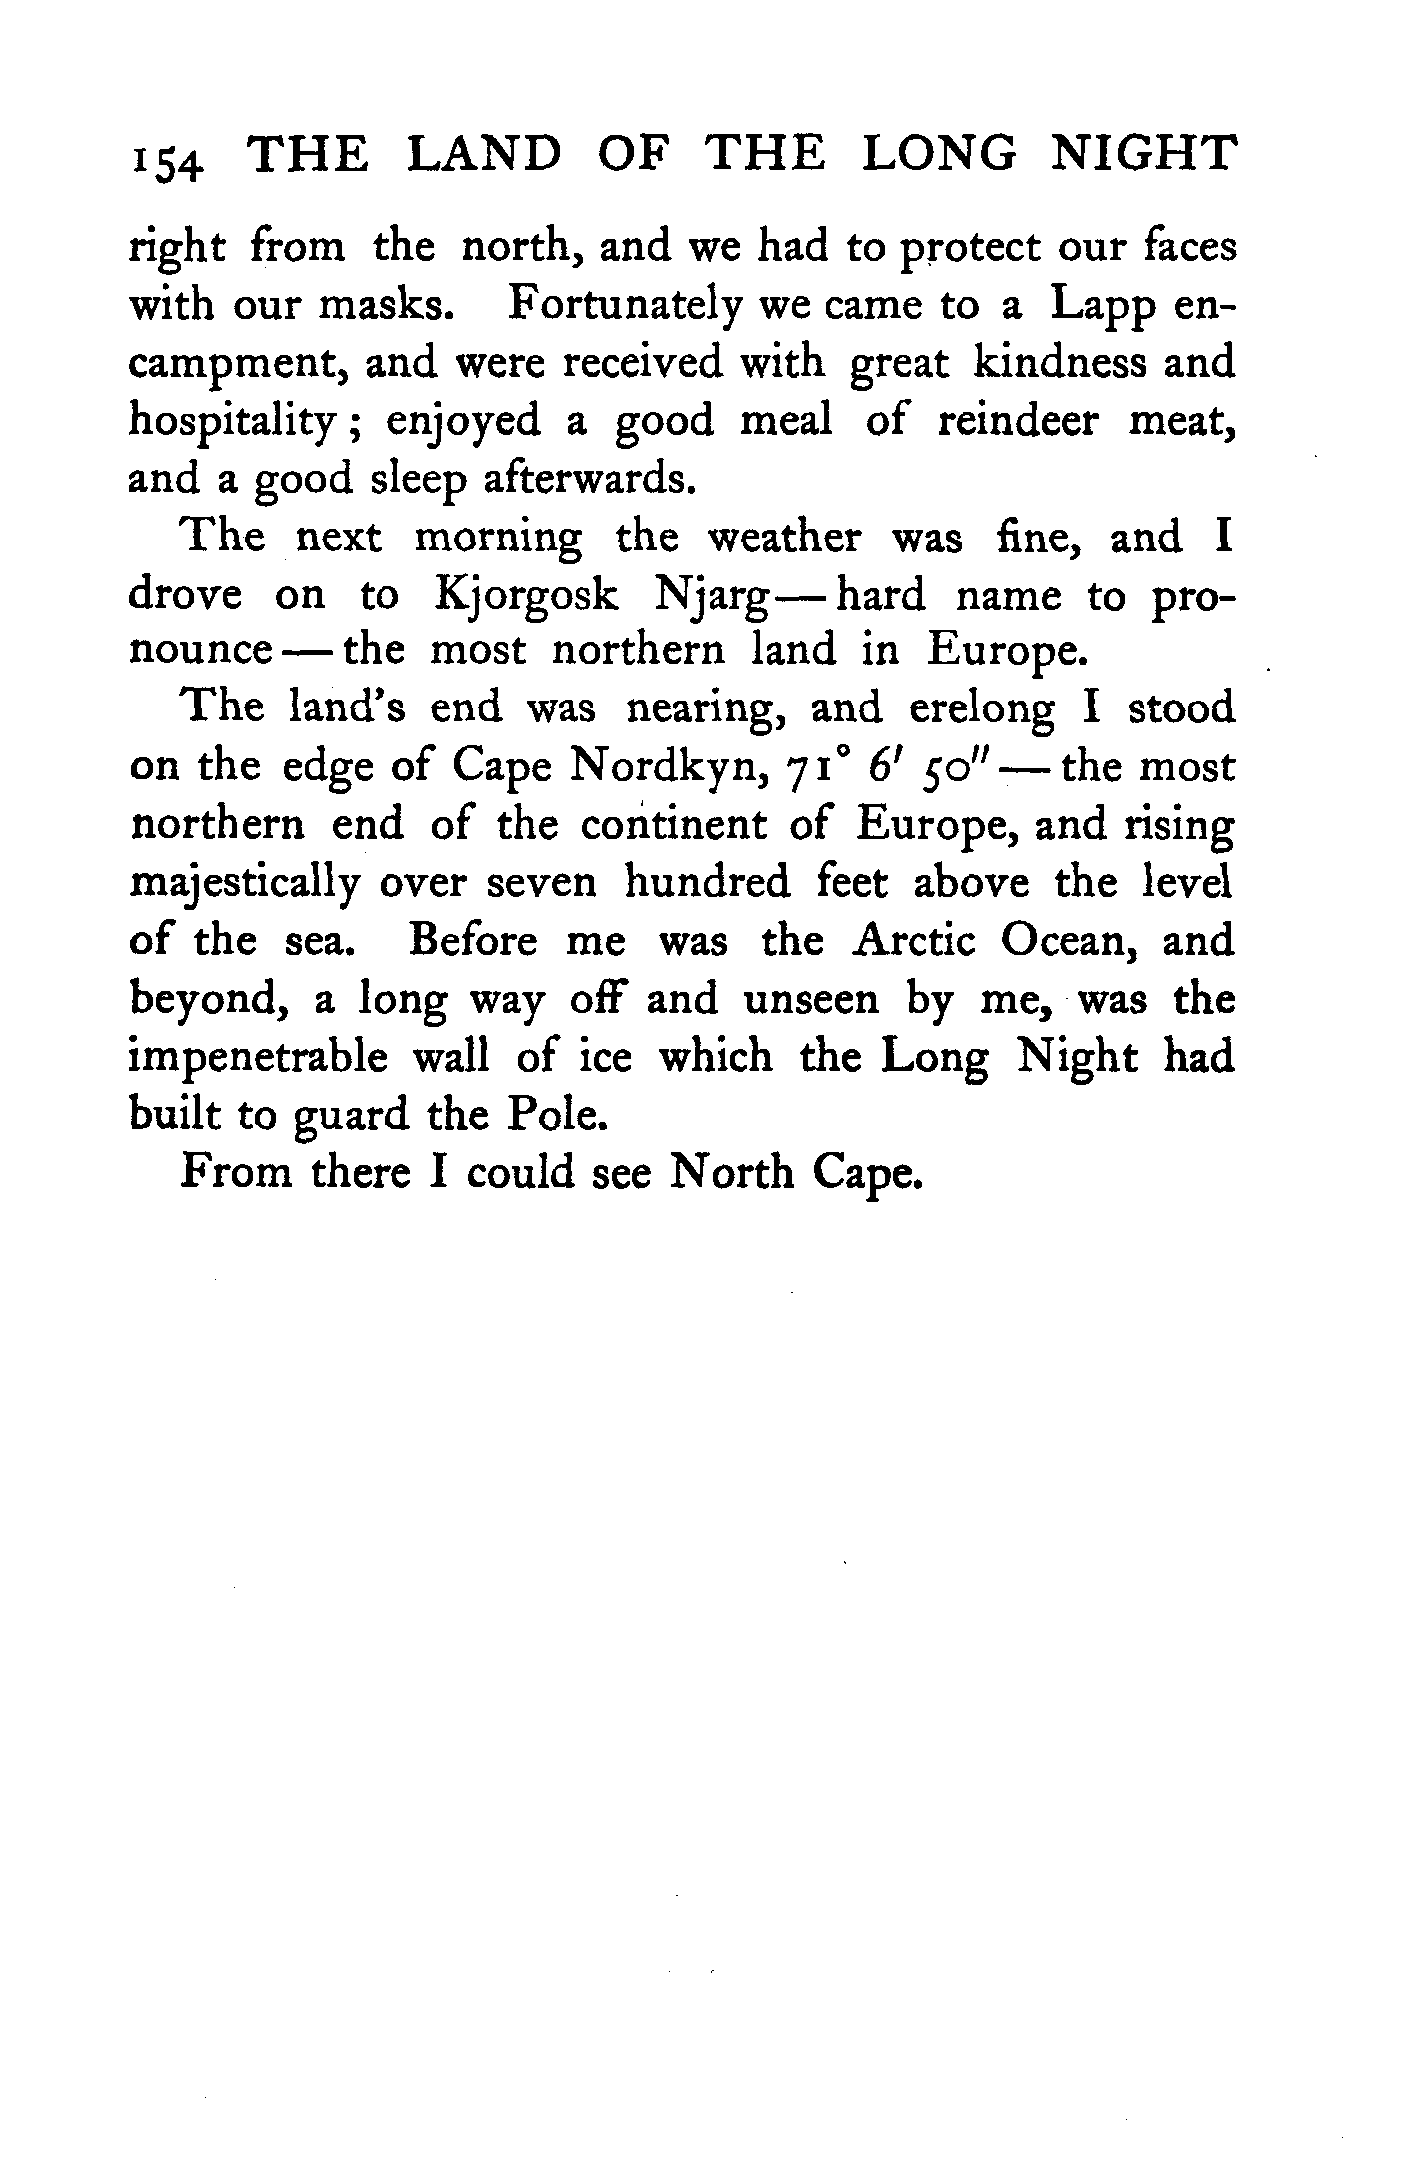 154 THE LAND OF THE LONG NIGHT
right from the north, and we had to protect our faces
with our masks. Fortunately we came to a Lapp en-
campment, and were received with great kindness and
hospitality ; enjoyed a good meal of reindeer meat,
and a good sleep afterwards.
The next morning the weather was fine, and I
drove on to Kjorgosk Njarg—hard name to pro-
nounce — the most northern land in Europe.
The land's end was nearing, and erelong I stood
on the edge of Cape Nordkyn, 71° 6′ 50″ — the most
northern end of the continent of Europe, and rising
majestically over seven hundred feet above the level
of the sea. Before me was the Arctic Ocean, and
beyond, a long way off and unseen by me, was the
impenetrable wall of ice which the Long Night had
built to guard the Pole.
From there I could see North Cape.